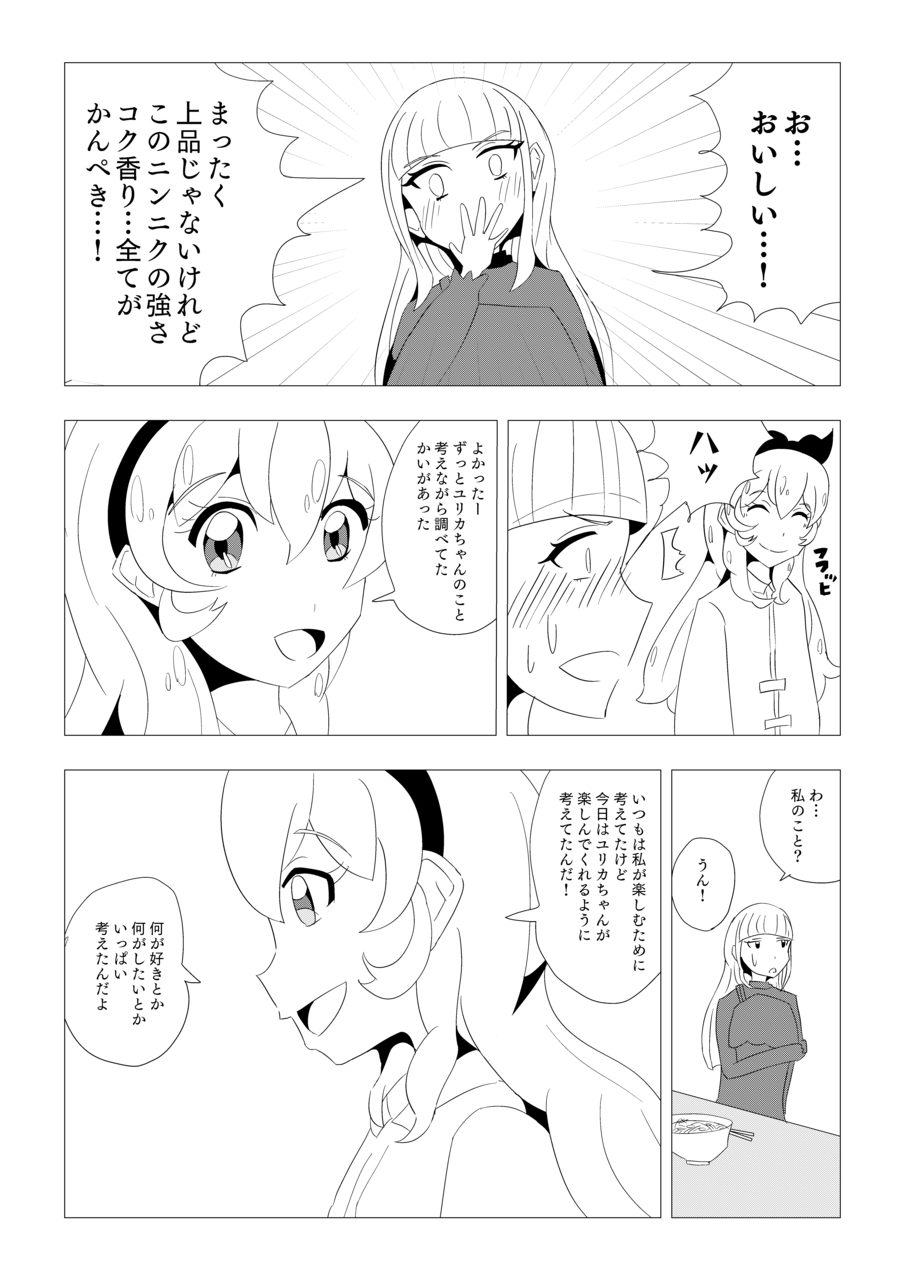 お…
おいしい…！
まったく
上品じゃないけれど
このニンニクの強さ
コク香り…全てが
かんぺき…！
ハッ
フフッヒ
よかったー
ずっとユリカちゃんのこと
考えながら調べてた
かいがあった
わ…
私のこと？
うん！
いつもは私が楽しむために
考えてたけど
今日はユリカちゃんが
楽しんでくれるように
考えてたんだ！
何が好きとか
何がしたいとか
いっぱい
考えたんだよ